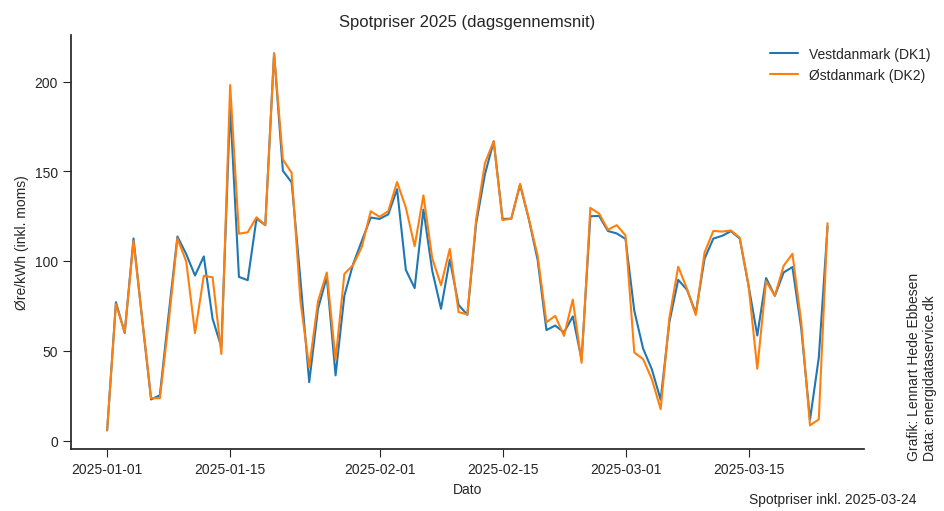 Spotpriser 2025 (dagsgennemsnit)
Vestdanmark (DK1)
Østdanmark (DK2)
Øre/kWh (inkl. moms)
200
150
100
50
0
2025-01-01
2025-01-15
2025-02-01
2025-02-15
2025-03-01
2025-03-15
Dato
Grafik: Lennart Hede Ebbesen
Data: energidataservice.dk
Spotpriser inkl. 2025-03-24